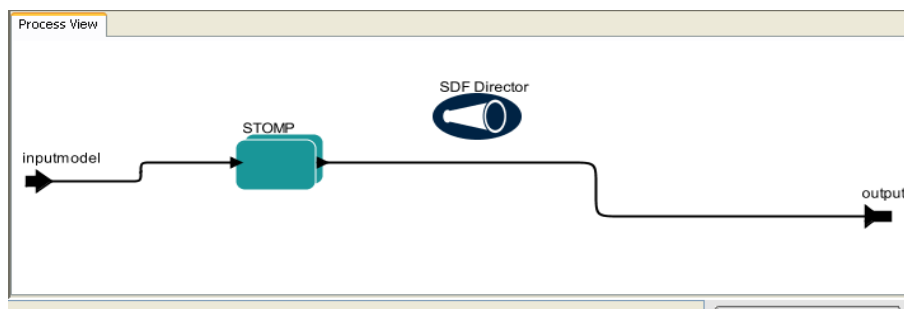 Process View
SDF Director
STOMP
inputmodel
output